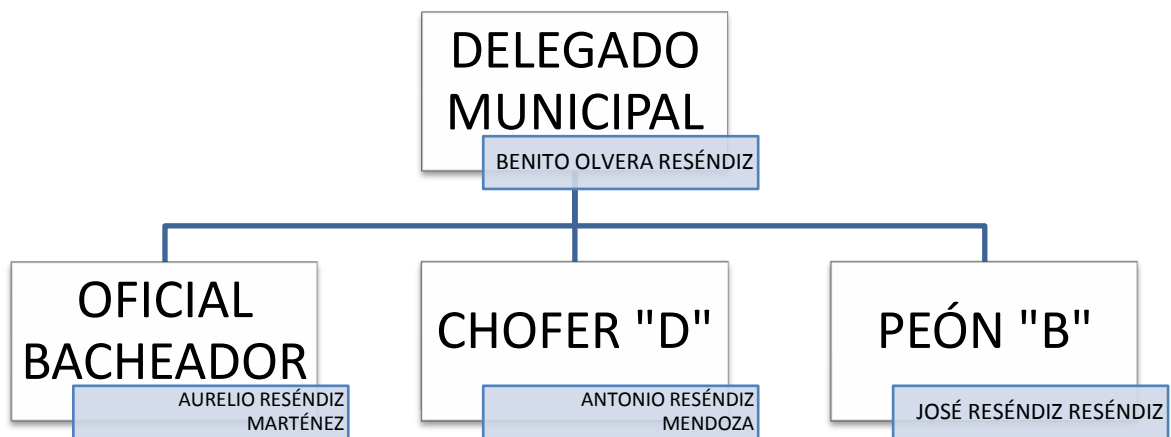 DELEGADO
MUNICIPAL
BENITO OLVERA RESÉNDIZ
OFICIAL
BACHEADOR
AURELIO RESÉNDIZ
MARTÉNEZ
CHOFER "D"
ANTONIO RESÉNDIZ
MENDOZA
PEÓN "B"
JOSÉ RESÉNDIZ RESÉNDIZ